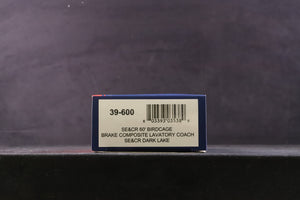 39-600
SE&CR 60' BIRDCAGE
BRAKE COMPOSITE LAVATORY COACH
SE&CR DARK LAKE